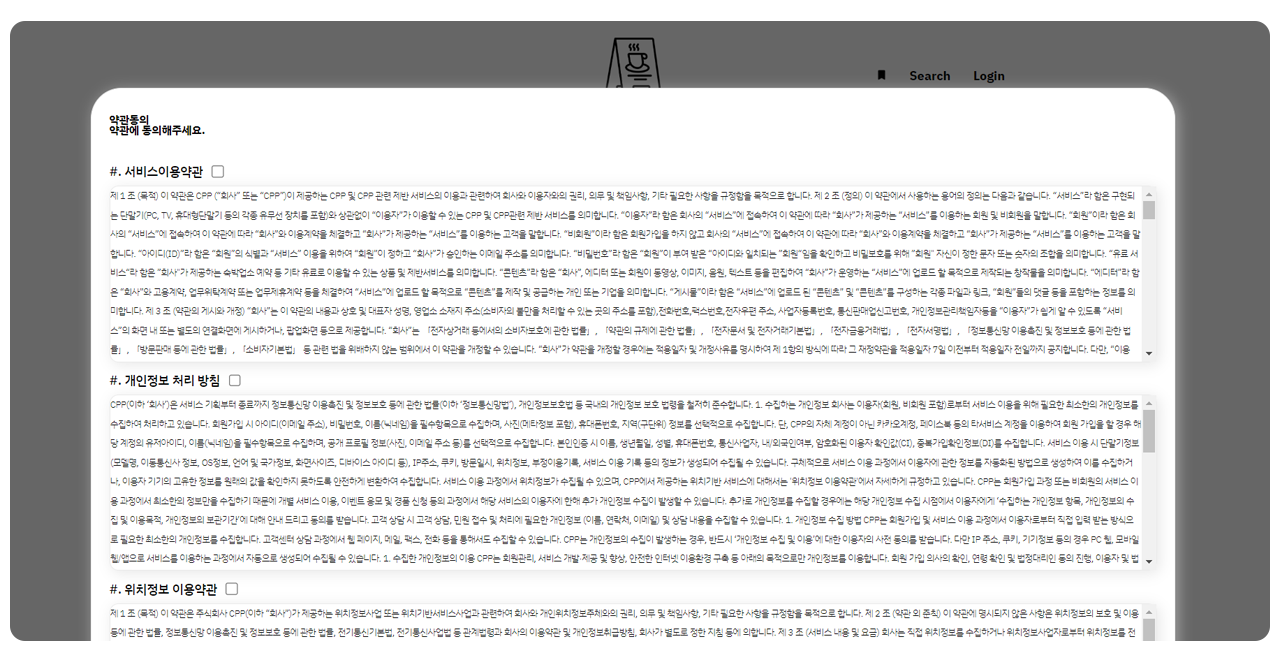 Search Login
약관동의
약관에 동의해주세요.
#. 서비스이용약관
제 1 조 (목적) 이 약관은 CPP (“회사” 또는 “CPP”)이 제공하는 CPP 및 CPP 관련 제반 서비스의 이용과 관련하여 회사와 이용자와의 권리, 의무 및 책임사항, 기타 필요한 사항을 규정함을 목적으로 합니다. 제 2 조 (정의) 이 약관에서 사용하는 용어의 정의는 다음과 같습니다. “서비스”라 함은 구현되
는 단말기(PC, TV, 휴대형단말기 등의 각종 유무선 장치를 포함)와 상관없이 “이용자”가 이용할 수 있는 CPP 및 CPP관련 제반 서비스를 의미합니다. “이용자”라 함은 회사의 “서비스”에 접속하여 이 약관에 따라 “회사”가 제공하는 “서비스”를 이용하는 회원 및 비회원을 말합니다. “회원”이라 함은 회
사의 “서비스”에 접속하여 이 약관에 따라 “회사”와 이용계약을 체결하고 “회사”가 제공하는 “서비스”를 이용하는 고객을 말합니다. “비회원”이라 함은 회원가입을 하지 않고 회사의 “서비스”에 접속하여 이 약관에 따라 “회사”와 이용계약을 체결하고 “회사”가 제공하는 “서비스”를 이용하는 고객을 말
합니다. “아이디(ID)”라 함은 “회원”의 식별과 “서비스” 이용을 위하여 “회원”이 정하고 “회사”가 승인하는 이메일 주소를 의미합니다. “비밀번호”라 함은 “회원”이 부여 받은 “아이디와 일치되는 “회원”임을 확인하고 비밀보호를 위해 “회원” 자신이 정한 문자 또는 숫자의 조합을 의미합니다. “유료 서
비스”라 함은 “회사”가 제공하는 숙박업소 예약 등 기타 유료로 이용할 수 있는 상품 및 제반서비스를 의미합니다. “콘텐츠”라 함은 “회사”, 에디터 또는 회원이 동영상, 이미지, 음원, 텍스트 등을 편집하여 “회사”가 운영하는 “서비스”에 업로드 할 목적으로 제작되는 창작물을 의미합니다. “에디터”라 함
은 “회사”와 고용계약, 업무위탁계약 또는 업무제휴계약 등을 체결하여 “서비스”에 업로드 할 목적으로 “콘텐츠”를 제작 및 공급하는 개인 또는 기업을 의미합니다. “게시물”이라 함은 “서비스”에 업로드 된 “콘텐츠” 및 “콘텐츠”를 구성하는 각종 파일과 링크, “회원”들의 댓글 등을 포함하는 정보를 의
미합니다. 제 3 조 (약관의 게시와 개정) “회사”는 이 약관의 내용과 상호 및 대표자 성명, 영업소 소재지 주소(소비자의 불만을 처리할 수 있는 곳의 주소를 포함),전화번호,팩스번호,전자우편 주소, 사업자등록번호, 통신판매업신고번호, 개인정보관리책임자등을 “이용자”가 쉽게 알 수 있도록 “서비
스”의 화면 내 또는 별도의 연결화면에 게시하거나, 팝업화면 등으로 제공합니다. “회사”는 「전자상거래 등에서의 소비자보호에 관한 법률」, 「약관의 규제에 관한 법률」, 「전자문서 및 전자거래기본법」, 「전자금융거래법」, 「전자서명법」, 「정보통신망 이용촉진 및 정보보호 등에 관한 법
률」, 「방문판매 등에 관한 법률」, 「소비자기본법」 등 관련 법을 위배하지 않는 범위에서 이 약관을 개정할 수 있습니다. “회사”가 약관을 개정할 경우에는 적용일자 및 개정사유를 명시하여 제 1항의 방식에 따라 그 재정약관을 적용일자 7일 이전부터 적용일자 전일까지 공지합니다. 다만, “이용
#. 개인정보 처리 방침
CPP(이하 ‘회사’)은 서비스 기획부터 종료까지 정보통신망 이용촉진 및 정보보호 등에 관한 법률(이하 ‘정보통신망법’), 개인정보보호법 등 국내의 개인정보 보호 법령을 철저히 준수합니다. 1. 수집하는 개인정보 회사는 이용자(회원, 비회원 포함)로부터 서비스 이용을 위해 필요한 최소한의 개인정보를
수집하여 처리하고 있습니다. 회원가입 시 아이디(이메일 주소), 비밀번호, 이름(닉네임)을 필수항목으로 수집하며, 사진(메타정보 포함), 휴대폰번호, 지역(구단위) 정보를 선택적으로 수집합니다. 단, CPP의 자체 계정이 아닌 카카오계정, 페이스북 등의 타서비스 계정을 이용하여 회원 가입을 할 경우 해
당 계정의 유저아이디, 이름(닉네임)을 필수항목으로 수집하며, 공개 프로필 정보(사진, 이메일 주소 등)를 선택적으로 수집합니다. 본인인증 시 이름, 생년월일, 성별, 휴대폰번호, 통신사업자, 내/외국인여부, 암호화된 이용자 확인값(CI), 중복가입확인정보(DI)를 수집합니다. 서비스 이용 시 단말기정보
(모델명, 이동통신사 정보, OS정보, 언어 및 국가정보, 화면사이즈, 디바이스 아이디 등), IP주소, 쿠키, 방문일시, 위치정보, 부정이용기록, 서비스 이용 기록 등의 정보가 생성되어 수집될 수 있습니다. 구체적으로 서비스 이용 과정에서 이용자에 관한 정보를 자동화된 방법으로 생성하여 이를 수집하거
나, 이용자 기기의 고유한 정보를 원래의 값을 확인하지 못하도록 안전하게 변환하여 수집합니다. 서비스 이용 과정에서 위치정보가 수집될 수 있으며, CPP에서 제공하는 위치기반 서비스에 대해서는 '위치정보 이용약관'에서 자세하게 규정하고 있습니다. CPP는 회원가입 과정 또는 비회원의 서비스 이
용 과정에서 최소한의 정보만을 수집하기 때문에 개별 서비스 이용, 이벤트 응모 및 경품 신청 등의 과정에서 해당 서비스의 이용자에 한해 추가 개인정보 수집이 발생할 수 있습니다. 추가로 개인정보를 수집할 경우에는 해당 개인정보 수집 시점에서 이용자에게 ‘수집하는 개인정보 항목, 개인정보의 수
집 및 이용목적, 개인정보의 보관기간’에 대해 안내 드리고 동의를 받습니다. 고객 상담 시 고객 상담, 민원 접수 및 처리에 필요한 개인정보 (이름, 연락처, 이메일) 및 상담 내용을 수집할 수 있습니다. 1. 개인정보 수집 방법 CPP는 회원가입 및 서비스 이용 과정에서 이용자로부터 직접 입력 받는 방식으
로 필요한 최소한의 개인정보를 수집합니다. 고객센터 상담 과정에서 웹 페이지, 메일, 팩스, 전화 등을 통해서도 수집할 수 있습니다. CPP는 개인정보의 수집이 발생하는 경우, 반드시 ‘개인정보 수집 및 이용’에 대한 이용자의 사전 동의를 받습니다. 다만 IP 주소, 쿠키, 기기정보 등의 경우 PC 웹, 모바일
웹/앱으로 서비스를 이용하는 과정에서 자동으로 생성되어 수집될 수 있습니다. 1. 수집한 개인정보의 이용 CPP는 회원관리, 서비스 개발·제공 및 향상, 안전한 인터넷 이용환경 구축 등 아래의 목적으로만 개인정보를 이용합니다. 회원 가입 의사의 확인, 연령 확인 및 법정대리인 동의 진행, 이용자 및 법
#. 위치정보 이용약관
제 1 조 (목적) 이 약관은 주식회사 CPP(이하 “회사”)가 제공하는 위치정보사업 또는 위치기반서비스사업과 관련하여 회사와 개인위치정보주체와의 권리, 의무 및 책임사항, 기타 필요한 사항을 규정함을 목적으로 합니다. 제 2 조 (약관 외 준칙) 이 약관에 명시되지 않은 사항은 위치정보의 보호 및 이용
등에 관한 법률, 정보통신망 이용촉진 및 정보보호 등에 관한 법률, 전기통신기본법, 전기통신사업법 등 관계법령과 회사의 이용약관 및 개인정보취급방침, 회사가 별도로 정한 지침 등에 의합니다. 제 3 조 (서비스 내용 및 요금) 회사는 직접 위치정보를 수집하거나 위치정보사업자로부터 위치정보를 전